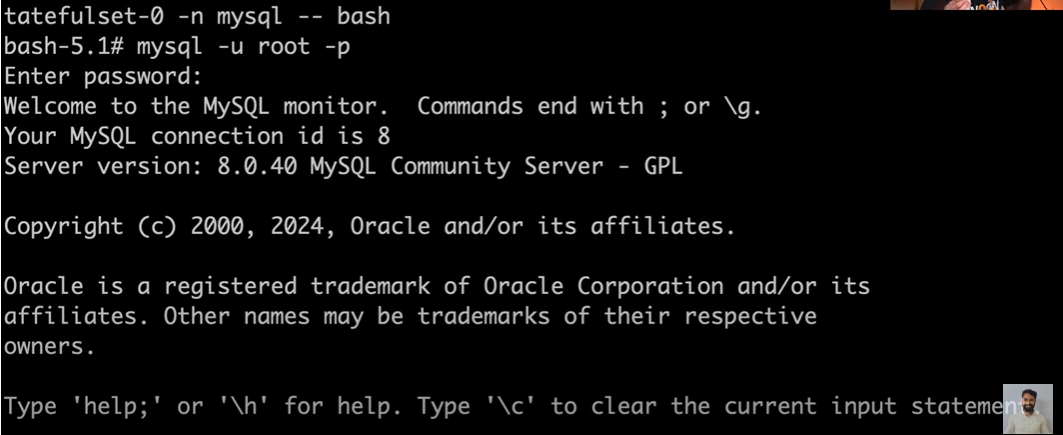 tatefulset-0 -n mysql -- bash
bash-5.1# mysql -u root -p
Enter password:
Welcome to the MySQL monitor.  Commands end with ; or \g.
Your MySQL connection id is 8
Server version: 8.0.40 MySQL Community Server - GPL
Copyright (c) 2000, 2024, Oracle and/or its affiliates.
Oracle is a registered trademark of Oracle Corporation and/or its
affiliates. Other names may be trademarks of their respective
owners.
Type 'help;' or '\h' for help. Type '\c' to clear the current input statement.